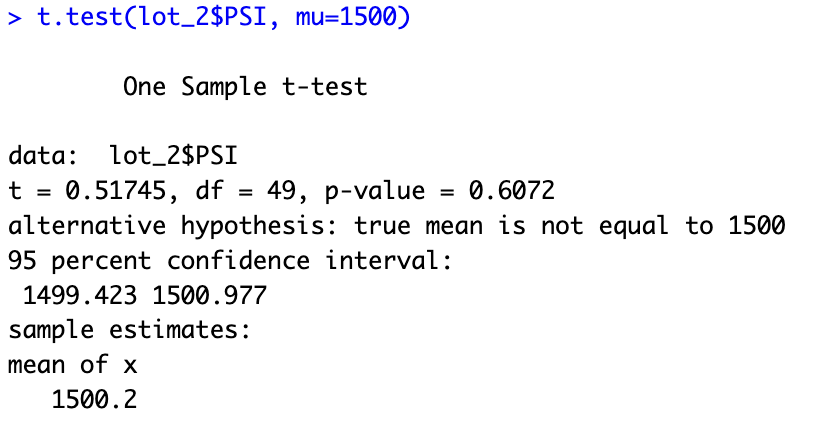 > t.test(lot_2$PSI, mu=1500)
One Sample t-test
data:  lot_2$PSI
t = 0.51745, df = 49, p-value = 0.6072
alternative hypothesis: true mean is not equal to 1500
95 percent confidence interval:
 1499.423 1500.977
sample estimates:
mean of x
   1500.2